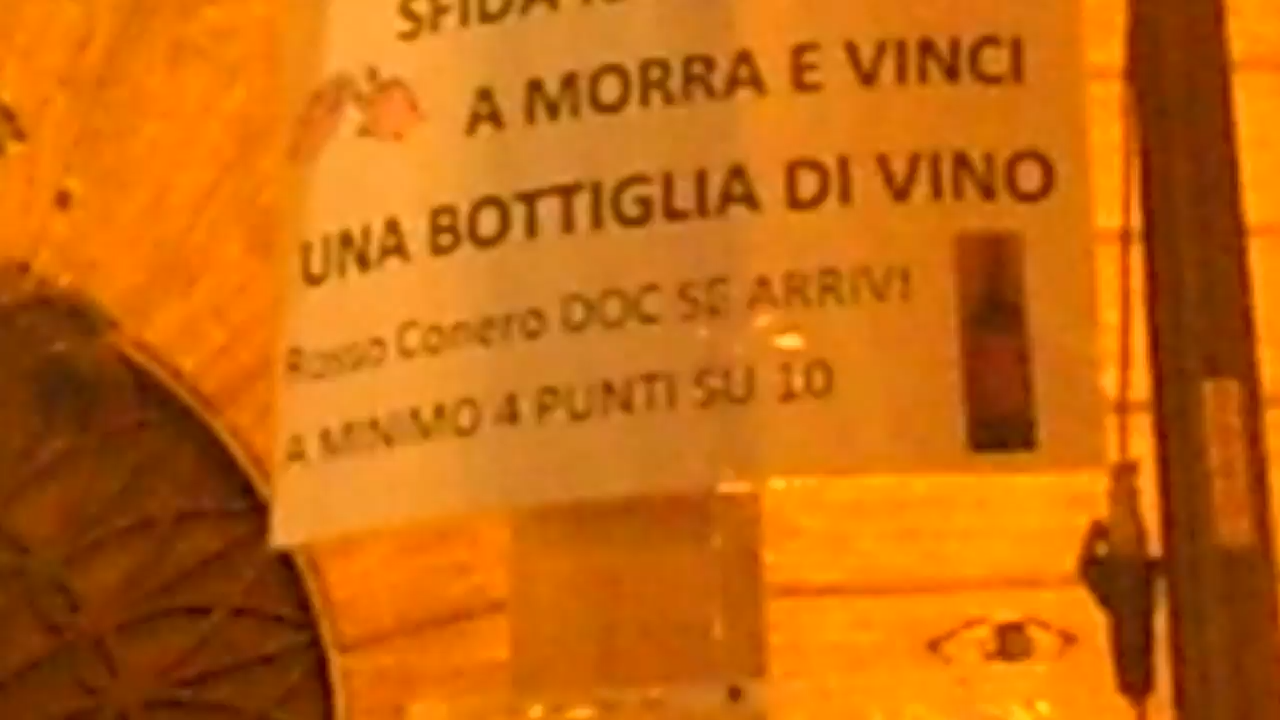 SFIDA
A MORRA E VINCI
UNA BOTTIGLIA DI VINO
Rosso Conero DOC SE ARRIVI
A MINIMO 4 PUNTI SU 10